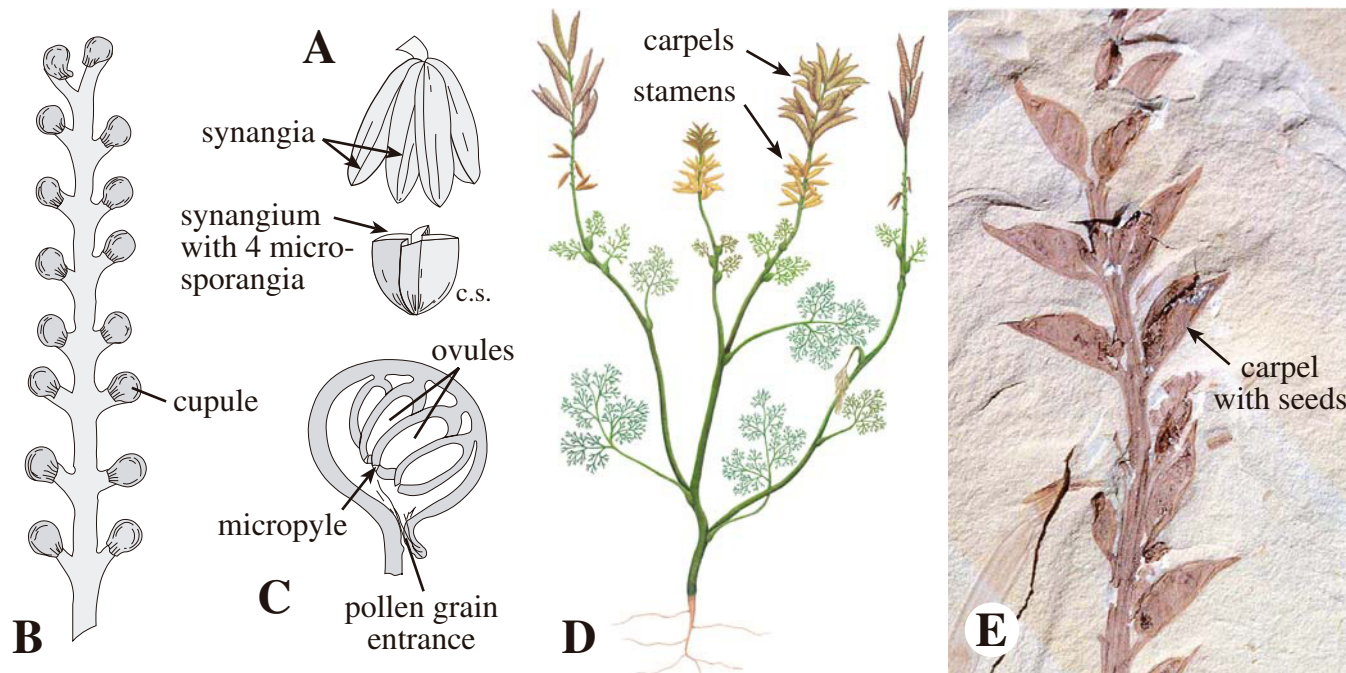 A
synangia
synangium
with 4 micro-
sporangia
c.s.
B
cupule
C
ovules
micropyle
pollen grain
entrance
D
carpels
stamens
E
carpel
with seeds